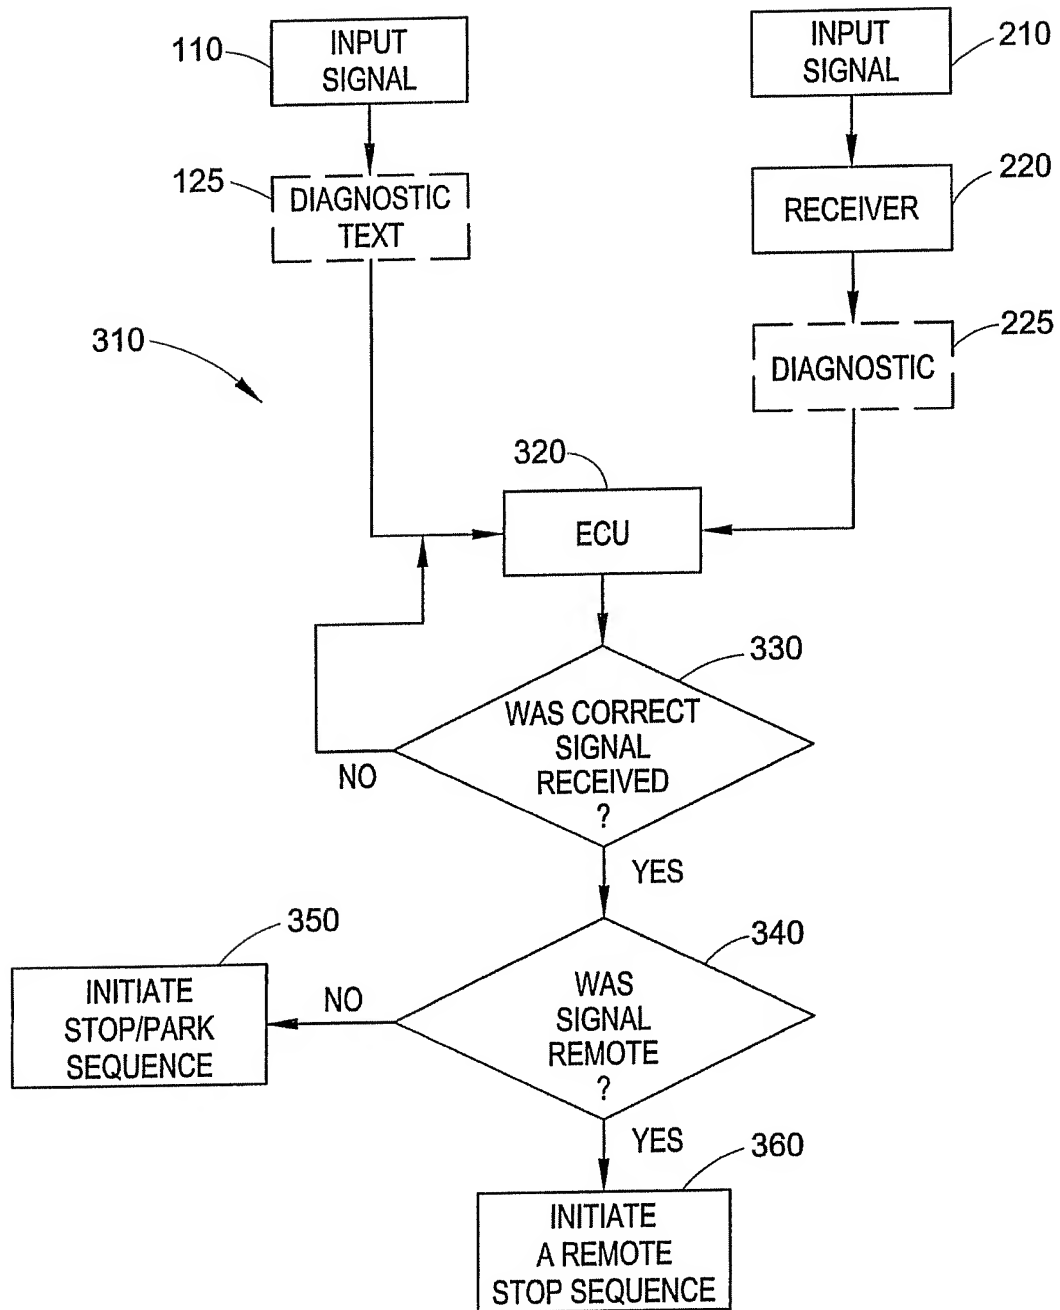 110
INPUT
SIGNAL
INPUT
SIGNAL
210
125
DIAGNOSTIC
TEXT
RECEIVER
220
310
DIAGNOSTIC
225
320
ECU
330
WAS CORRECT
SIGNAL
RECEIVED
?
NO
YES
350
INITIATE
STOP/PARK
SEQUENCE
NO
340
WAS
SIGNAL
REMOTE
?
YES
360
INITIATE
A REMOTE
STOP SEQUENCE